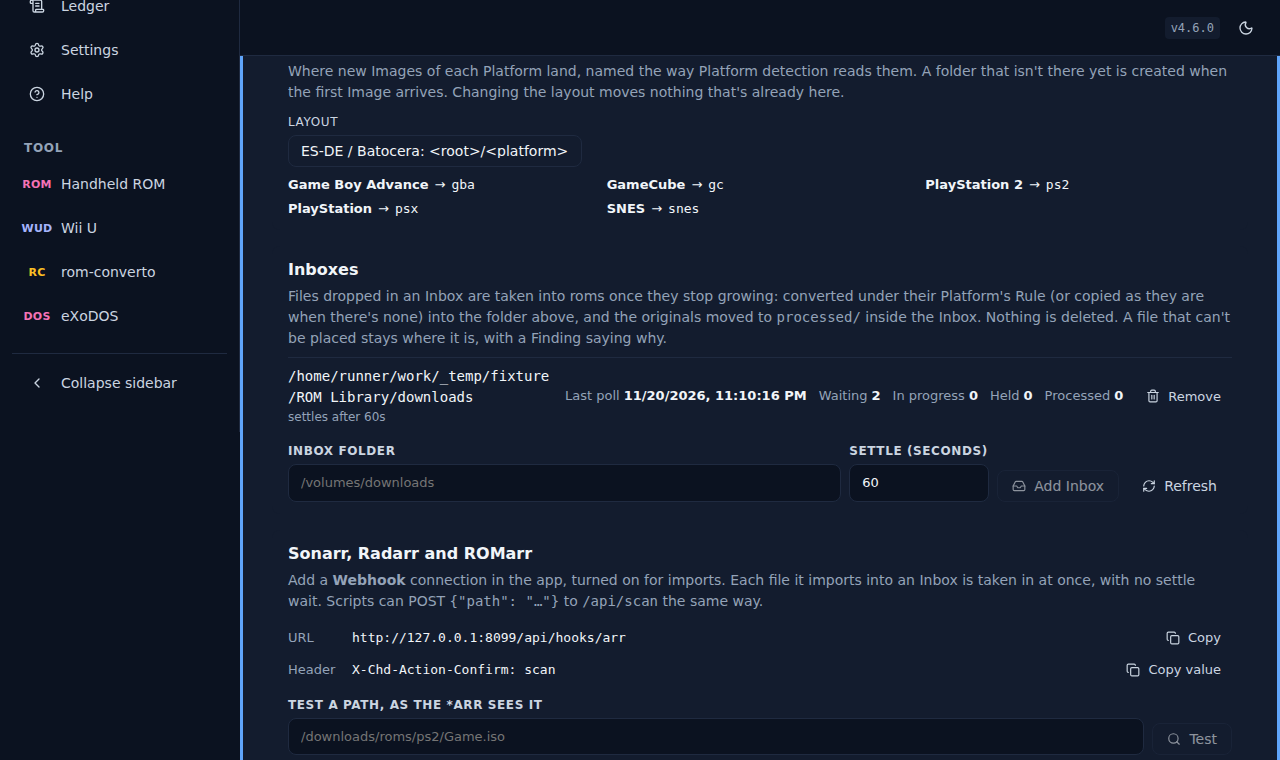 Ledger
Settings
Help
TOOL
ROM Handheld ROM
WUD Wii U
RC rom-converto
DOS eXoDOS
Collapse sidebar
v4.6.0
Where new Images of each Platform land, named the way Platform detection reads them. A folder that isn't there yet is created when
the first Image arrives. Changing the layout moves nothing that's already here.
LAYOUT
ES-DE / Batocera: <root>/<platform>
Game Boy Advance → gba GameCube → gc PlayStation 2 → ps2
PlayStation → psx SNES → snes
Inboxes
Files dropped in an Inbox are taken into roms once they stop growing: converted under their Platform's Rule (or copied as they are
when there's none) into the folder above, and the originals moved to processed/ inside the Inbox. Nothing is deleted. A file that can't
be placed stays where it is, with a Finding saying why.
/home/runner/work/_temp/fixture
/ROM Library/downloads
settles after 60s
Last poll 11/20/2026, 11:10:16 PM Waiting 2 In progress 0 Held 0 Processed 0 Remove
INBOX FOLDER SETTLE (SECONDS)
/volumes/downloads 60 Add Inbox Refresh
Sonarr, Radarr and ROMarr
Add a Webhook connection in the app, turned on for imports. Each file it imports into an Inbox is taken in at once, with no settle
wait. Scripts can POST {"path": "…"} to /api/scan the same way.
URL http://127.0.0.1:8099/api/hooks/arr Copy
Header X-Chd-Action-Confirm: scan Copy value
TEST A PATH, AS THE *ARR SEES IT
/downloads/roms/ps2/Game.iso Test